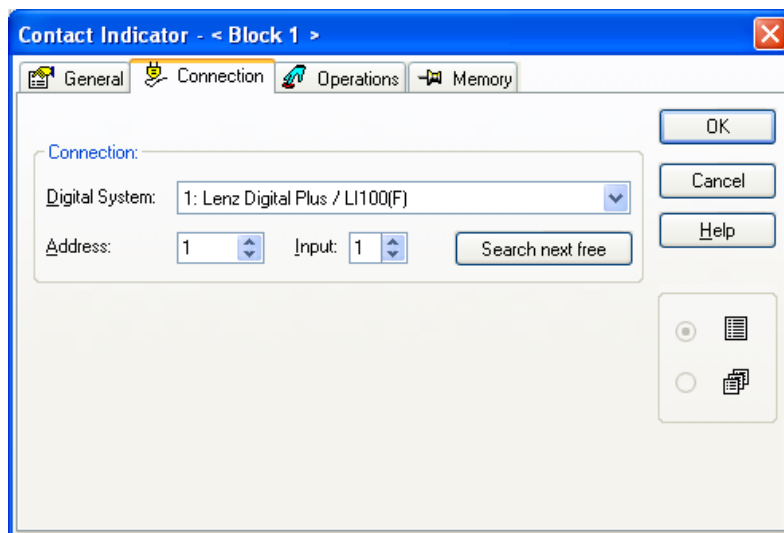 Contact Indicator - < Block 1 >
General Connection Operations Memory
OK
Connection:
Cancel
Digital System: 1: Lenz Digital Plus / LI100(F)
Help
Address: 1 Input: 1 Search next free